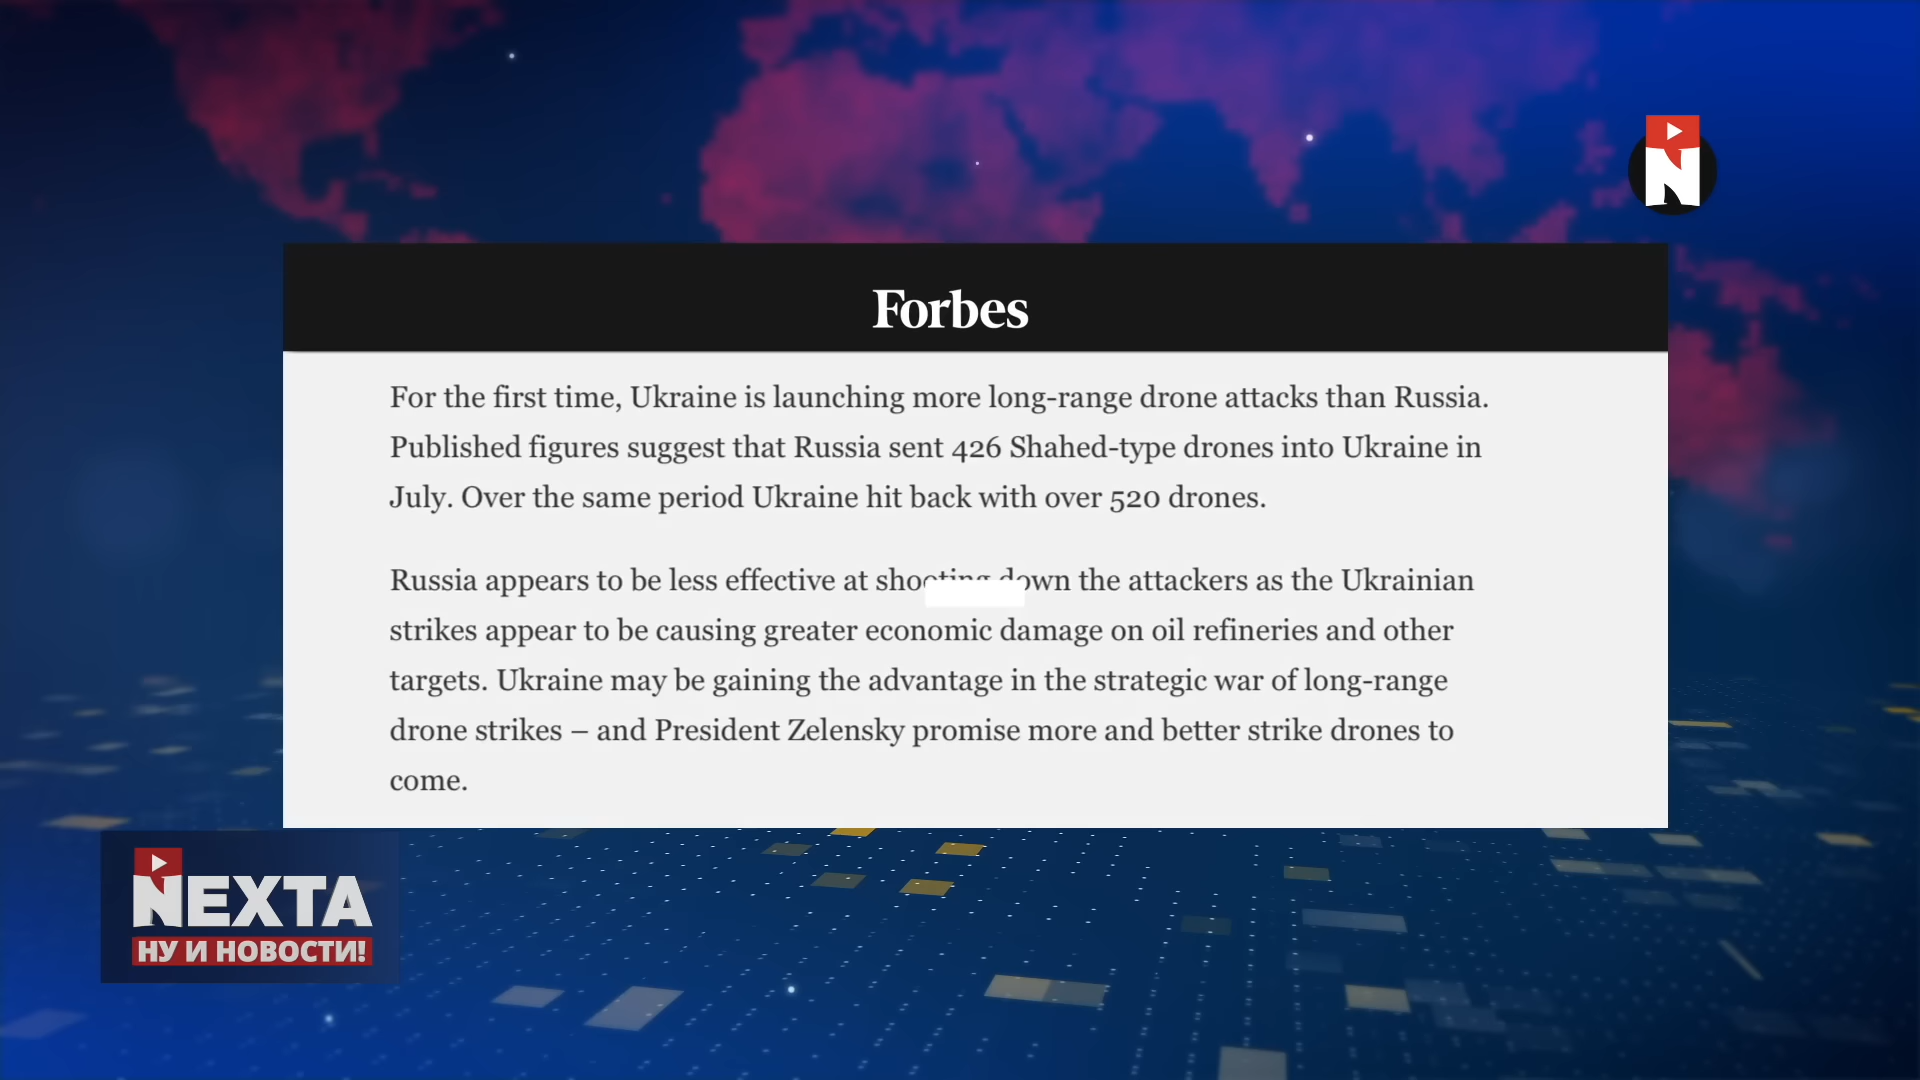 Forbes
For the first time, Ukraine is launching more long-range drone attacks than Russia.
Published figures suggest that Russia sent 426 Shahed-type drones into Ukraine in
July. Over the same period Ukraine hit back with over 520 drones.
Russia appears to be less effective at shooting down the attackers as the Ukrainian
strikes appear to be causing greater economic damage on oil refineries and other
targets. Ukraine may be gaining the advantage in the strategic war of long-range
drone strikes – and President Zelensky promise more and better strike drones to
come.
N
NEXTA
НУ И НОВОСТИ!